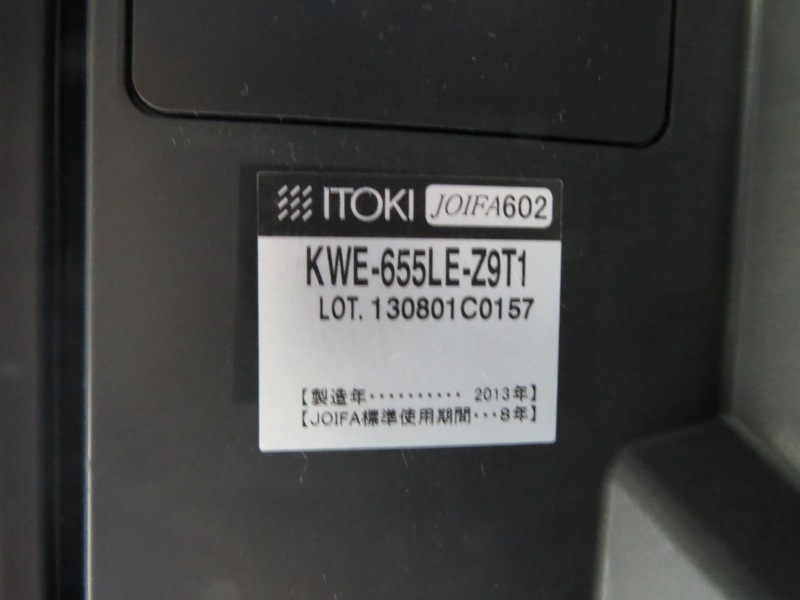 ITOKI JOIFA602
KWE-655LE-Z9T1
LOT. 130801C0157
【製造年・・・・・・・・・・ 2013年】
【JOIFA標準使用期間・・・8年】